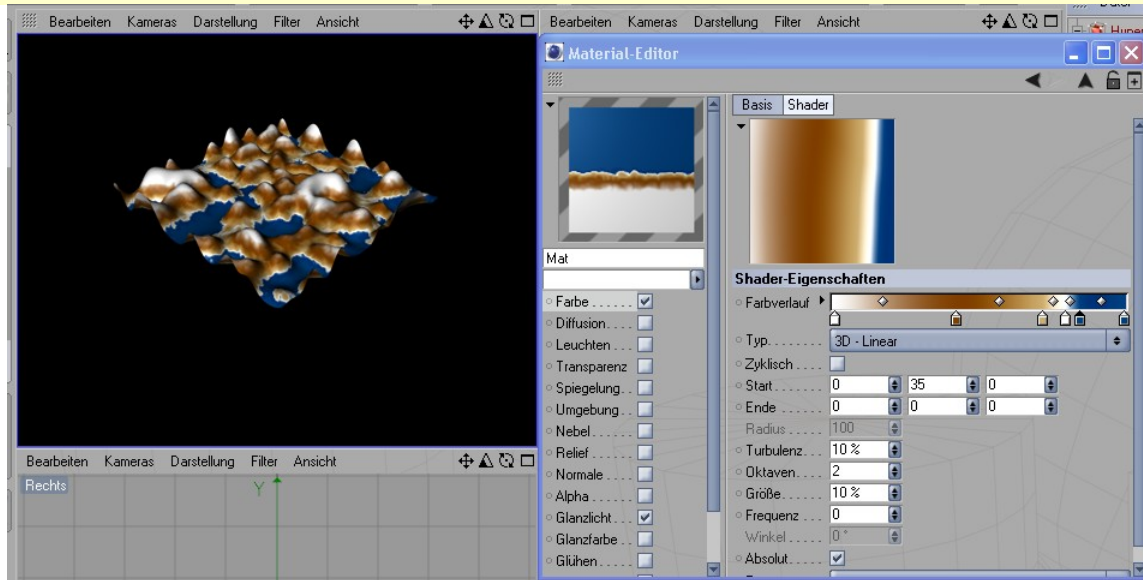 Bearbeiten Kameras Darstellung Filter Ansicht
Bearbeiten Kameras Darstellung Filter Ansicht
Material-Editor
Basis Shader
Mat
Farbe
Diffusion
Leuchten
Transparenz
Spiegelung
Umgebung
Nebel
Relief
Normale
Alpha
Glanzlicht
Glanzfarbe
Glühen
Shader-Eigenschaften
Farbverlauf
Typ 3D - Linear
Zyklisch
Start 0 35 0
Ende 0 0 0
Radius 100
Turbulenz 10 %
Oktaven 2
Größe 10 %
Frequenz 0
Winkel 0 °
Absolut
Bearbeiten Kameras Darstellung Filter Ansicht
Rechts
Y